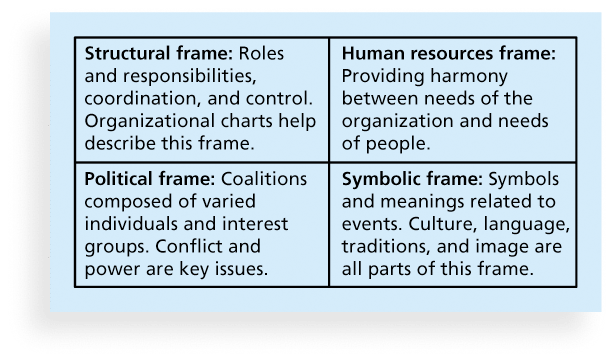 Structural frame: Roles
and responsibilities,
coordination, and control.
Organizational charts help
describe this frame.
Human resources frame:
Providing harmony
between needs of the
organization and needs
of people.
Political frame: Coalitions
composed of varied
individuals and interest
groups. Conflict and
power are key issues.
Symbolic frame: Symbols
and meanings related to
events. Culture, language,
traditions, and image are
all parts of this frame.